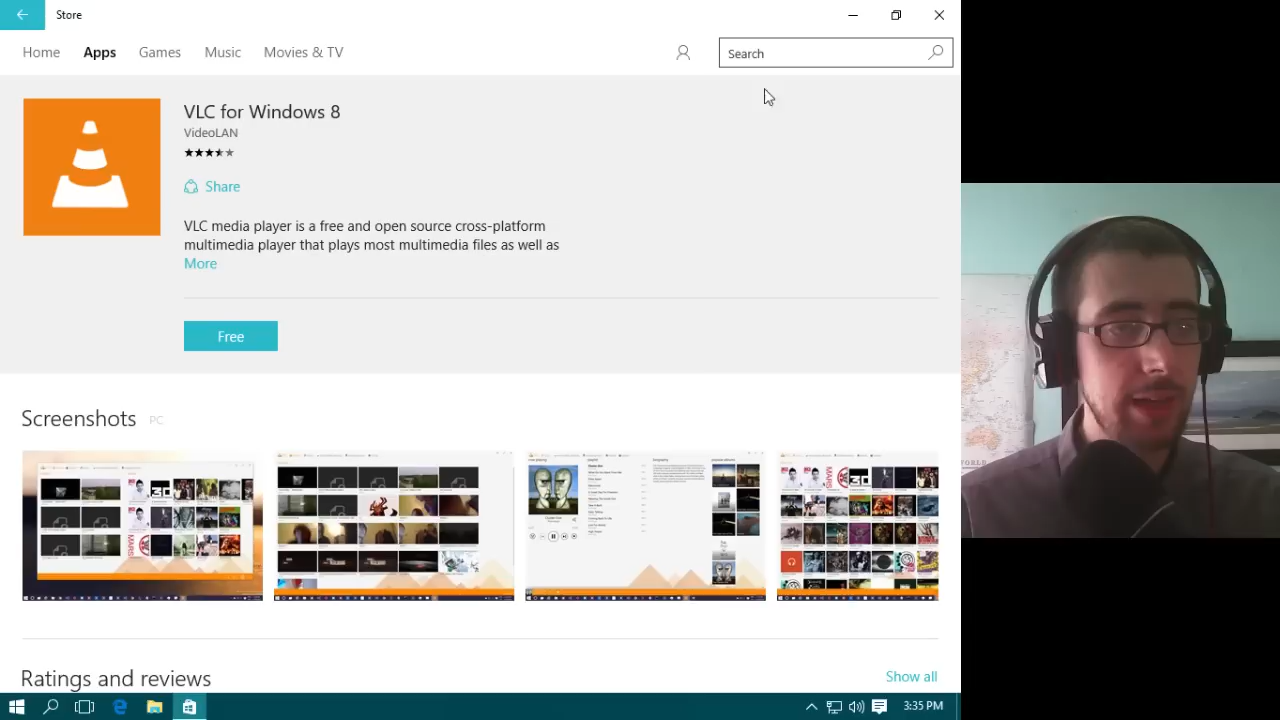 Store
Home Apps Games Music Movies & TV
Search
VLC for Windows 8
VideoLAN
Share
VLC media player is a free and open source cross-platform
multimedia player that plays most multimedia files as well as
More
Free
Screenshots PC
Ratings and reviews
Show all
3:35 PM